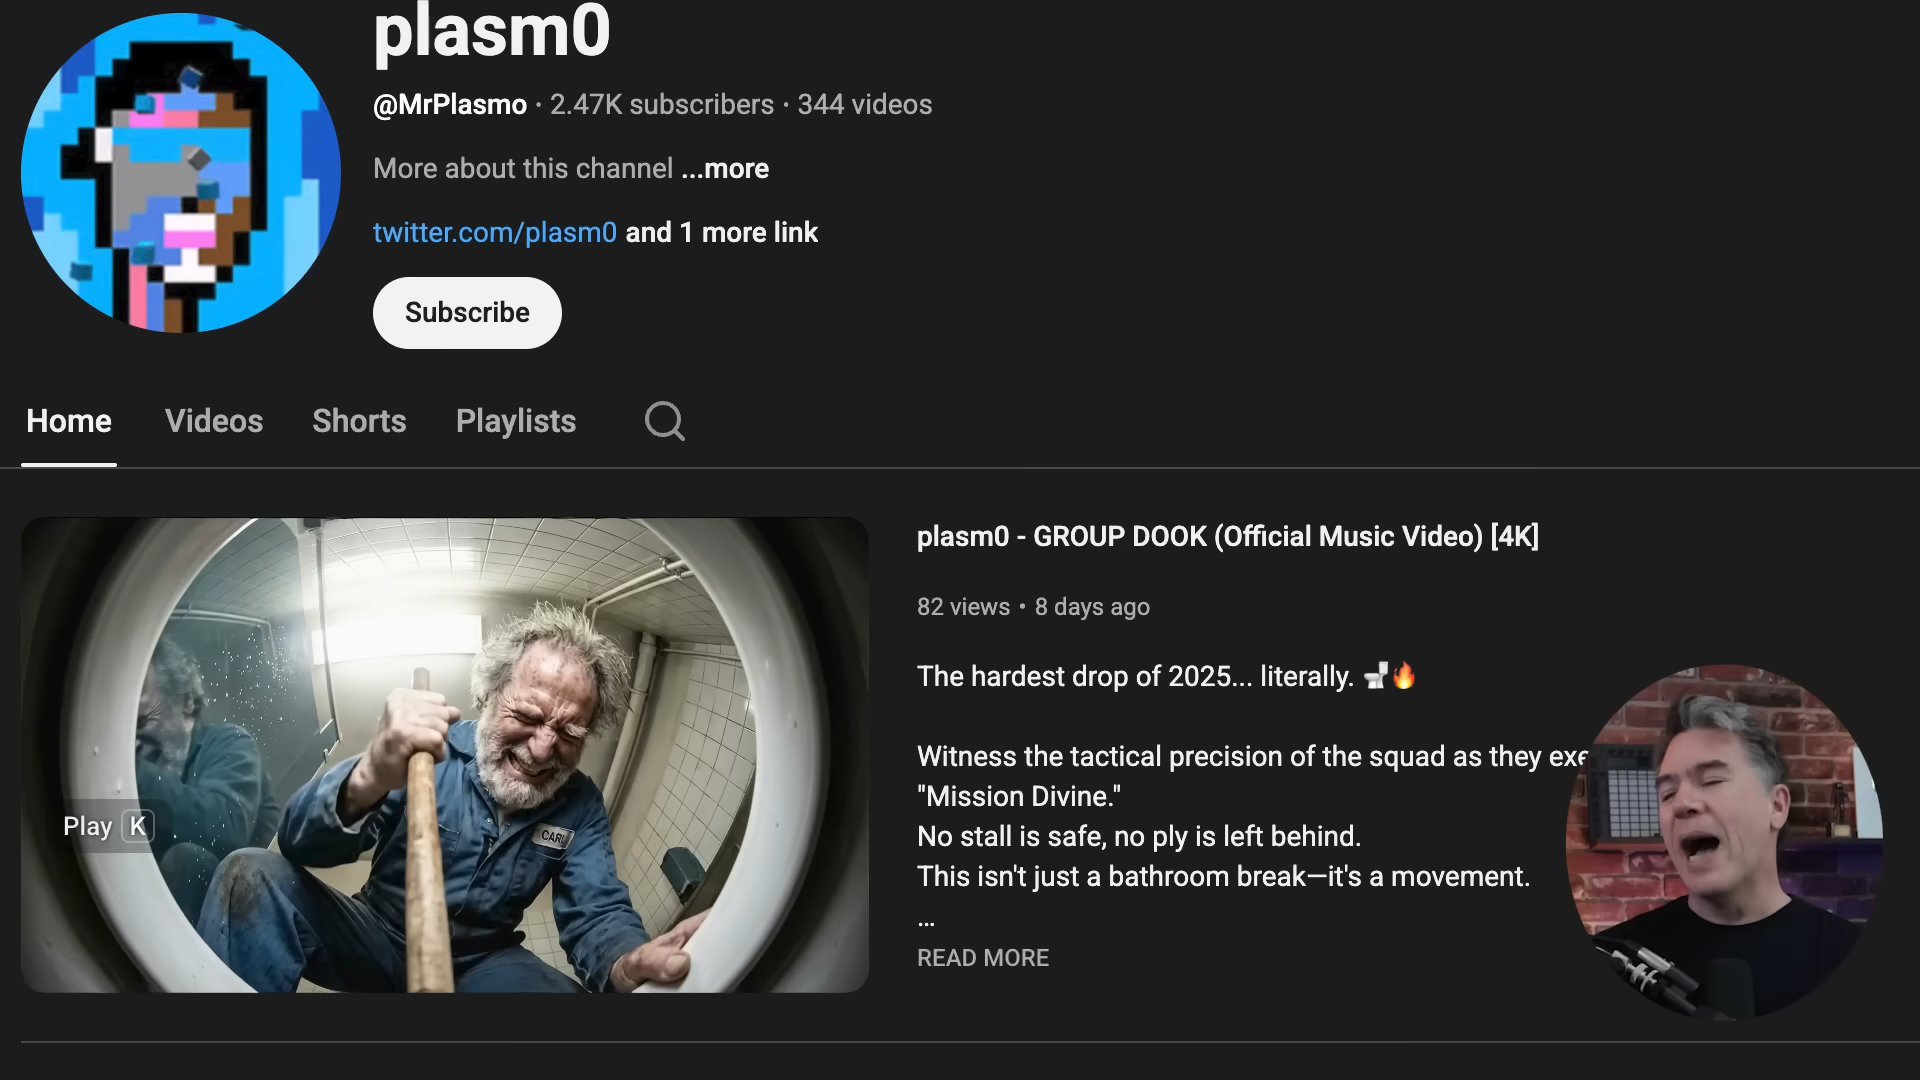 plasm0
@MrPlasmo · 2.47K subscribers · 344 videos
More about this channel ...more
twitter.com/plasm0 and 1 more link
Subscribe
Home Videos Shorts Playlists
plasm0 - GROUP DOOK (Official Music Video) [4K]
82 views • 8 days ago
The hardest drop of 2025... literally. 🚽🔥
Witness the tactical precision of the squad as they
"Mission Divine."
No stall is safe, no ply is left behind.
This isn't just a bathroom break—it's a movement.
...
READ MORE
Play K
CARL